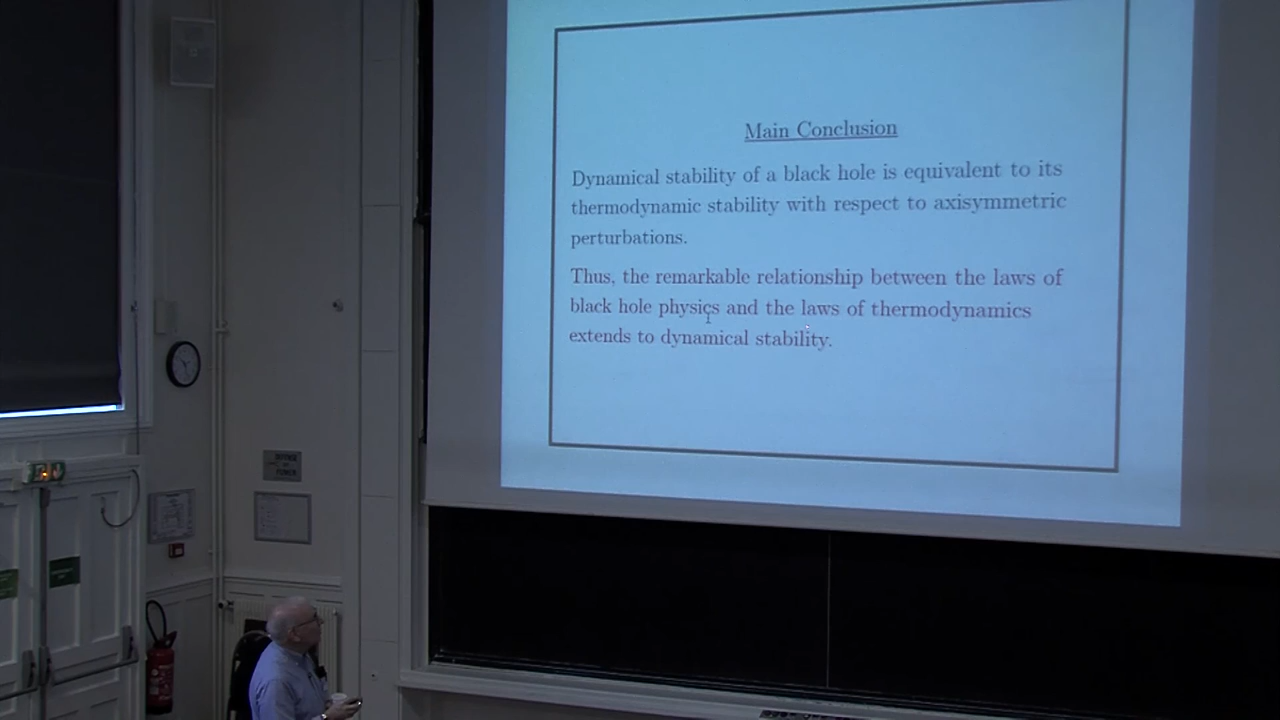 Main Conclusion
Dynamical stability of a black hole is equivalent to its
thermodynamic stability with respect to axisymmetric
perturbations.
Thus, the remarkable relationship between the laws of
black hole physics and the laws of thermodynamics
extends to dynamical stability.